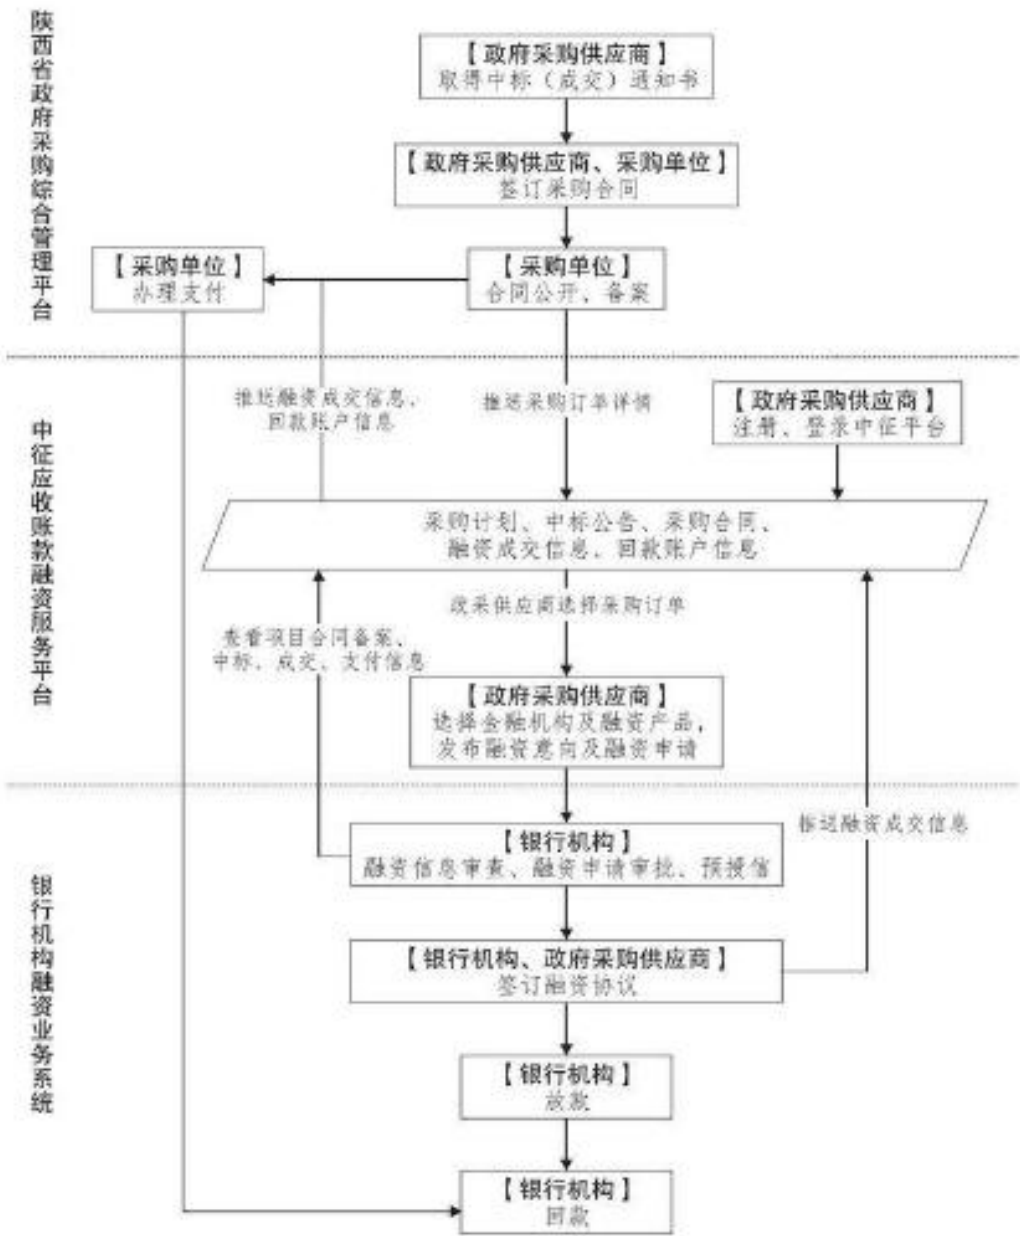 陕西省政府采购综合管理平台
【政府采购供应商】
取得中标（成交）通知书
【政府采购供应商、采购单位】
签订采购合同
【采购单位】
办理支付
【采购单位】
合同公开、备案
中征应收账款融资服务平台
推送融资成交信息、
回款账户信息
推送采购订单详情
【政府采购供应商】
注册、登录中征平台
采购计划、中标公告、采购合同、
融资成交信息、回款账户信息
政采供应商选择采购订单
查看项目合同备案、
中标、成交、支付信息
【政府采购供应商】
选择金融机构及融资产品，
发布融资意向及融资申请
银行机构融资业务系统
推送融资成交信息
【银行机构】
融资信息审查、融资申请审批、预授信
【银行机构、政府采购供应商】
签订融资协议
【银行机构】
放款
【银行机构】
回款